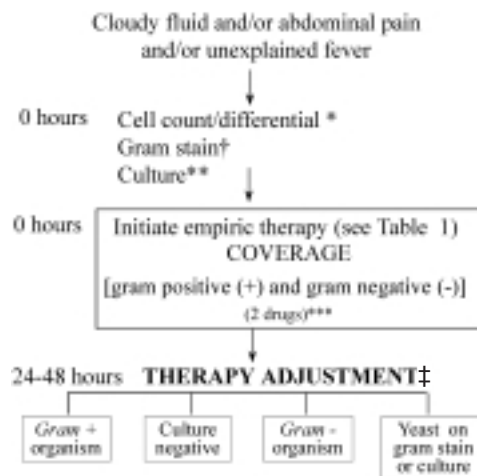 Cloudy fluid and/or abdominal pain
and/or unexplained fever
0 hours Cell count/differential *
Gram stain†
Culture**
0 hours Initiate empiric therapy (see Table 1)
COVERAGE
[gram positive (+) and gram negative (-)]
(2 drugs)***
24-48 hours THERAPY ADJUSTMENT‡
Gram +
organism
Culture
negative
Gram -
organism
Yeast on
gram stain
or culture